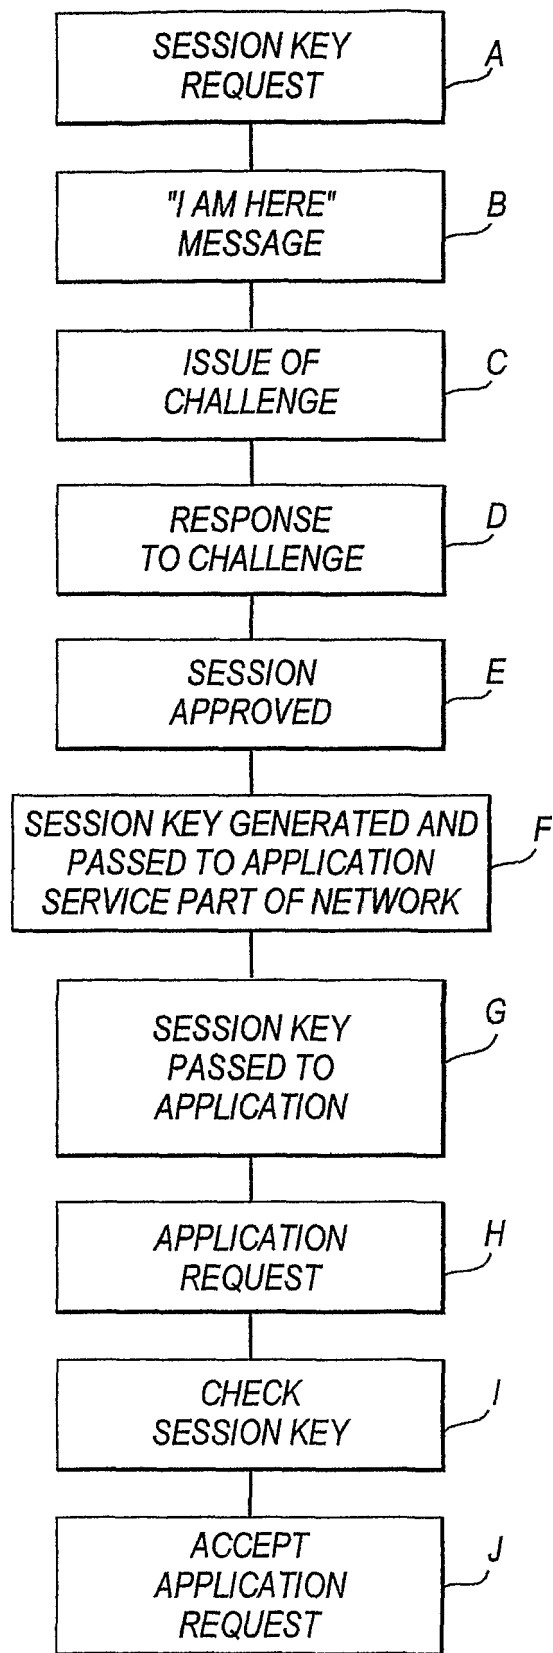 SESSION KEY
REQUEST
A
"I AM HERE"
MESSAGE
B
ISSUE OF
CHALLENGE
C
RESPONSE
TO CHALLENGE
D
SESSION
APPROVED
E
SESSION KEY GENERATED AND
PASSED TO APPLICATION
SERVICE PART OF NETWORK
F
SESSION KEY
PASSED TO
APPLICATION
G
APPLICATION
REQUEST
H
CHECK
SESSION KEY
I
ACCEPT
APPLICATION
REQUEST
J